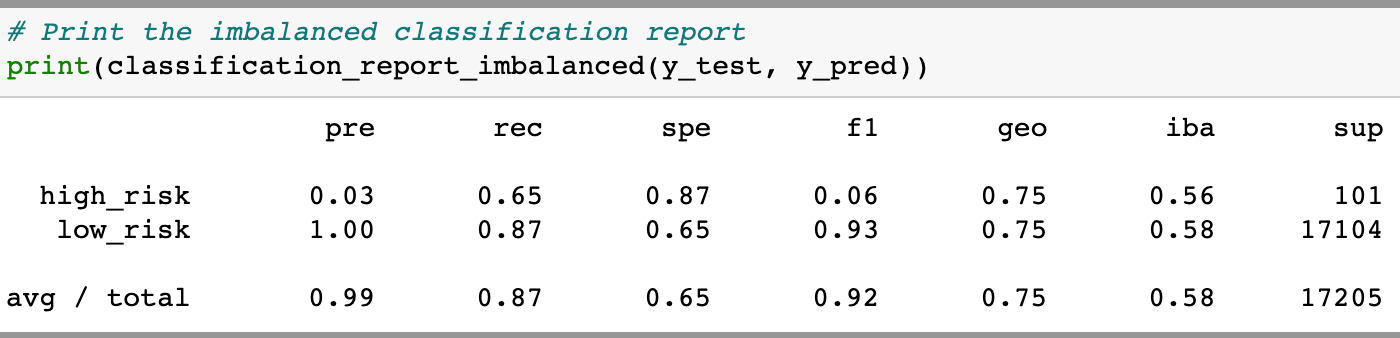 # Print the imbalanced classification report
print(classification_report_imbalanced(y_test, y_pred))
pre rec spe f1 geo iba sup
high_risk 0.03 0.65 0.87 0.06 0.75 0.56 101
low_risk 1.00 0.87 0.65 0.93 0.75 0.58 17104
avg / total 0.99 0.87 0.65 0.92 0.75 0.58 17205